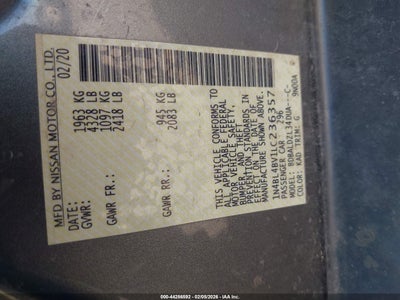 MFD BY NISSAN MOTOR CO., LTD.
DATE: 02/20
GVWR: 1963 KG
4328 LB
GAWR FR.: 1097 KG
2418 LB
GAWR RR.: 945 KG
2083 LB
THIS VEHICLE CONFORMS TO
ALL APPLICABLE FEDERAL
MOTOR VEHICLE SAFETY,
BUMPER, AND THEFT
PREVENTION STANDARDS IN
EFFECT ON THE DATE OF
MANUFACTURE SHOWN ABOVE.
1N4BL4BV1LC236357
PASSENGER CAR 296
MODEL:
COLOR: KAD TRIM: G
000-44266592 - 02/05/2026 - IAA Inc.